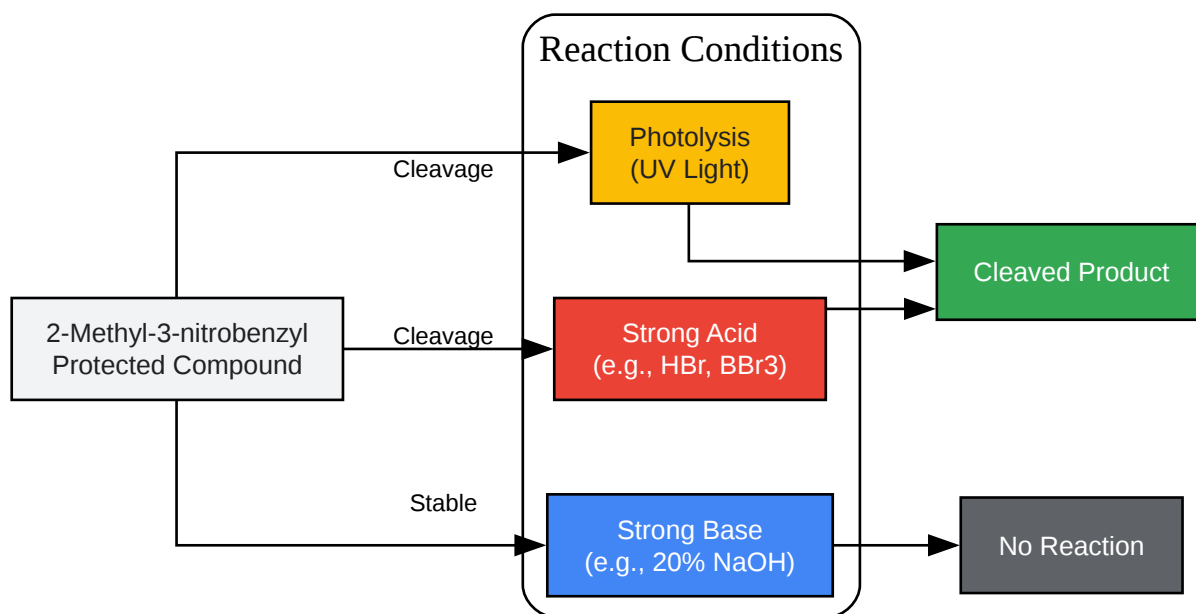 Reaction Conditions
Photolysis
(UV Light)
Cleavage
Cleaved Product
2-Methyl-3-nitrobenzyl
Protected Compound
Cleavage
Strong Acid
(e.g., HBr, BBr3)
Stable
Strong Base
(e.g., 20% NaOH)
No Reaction